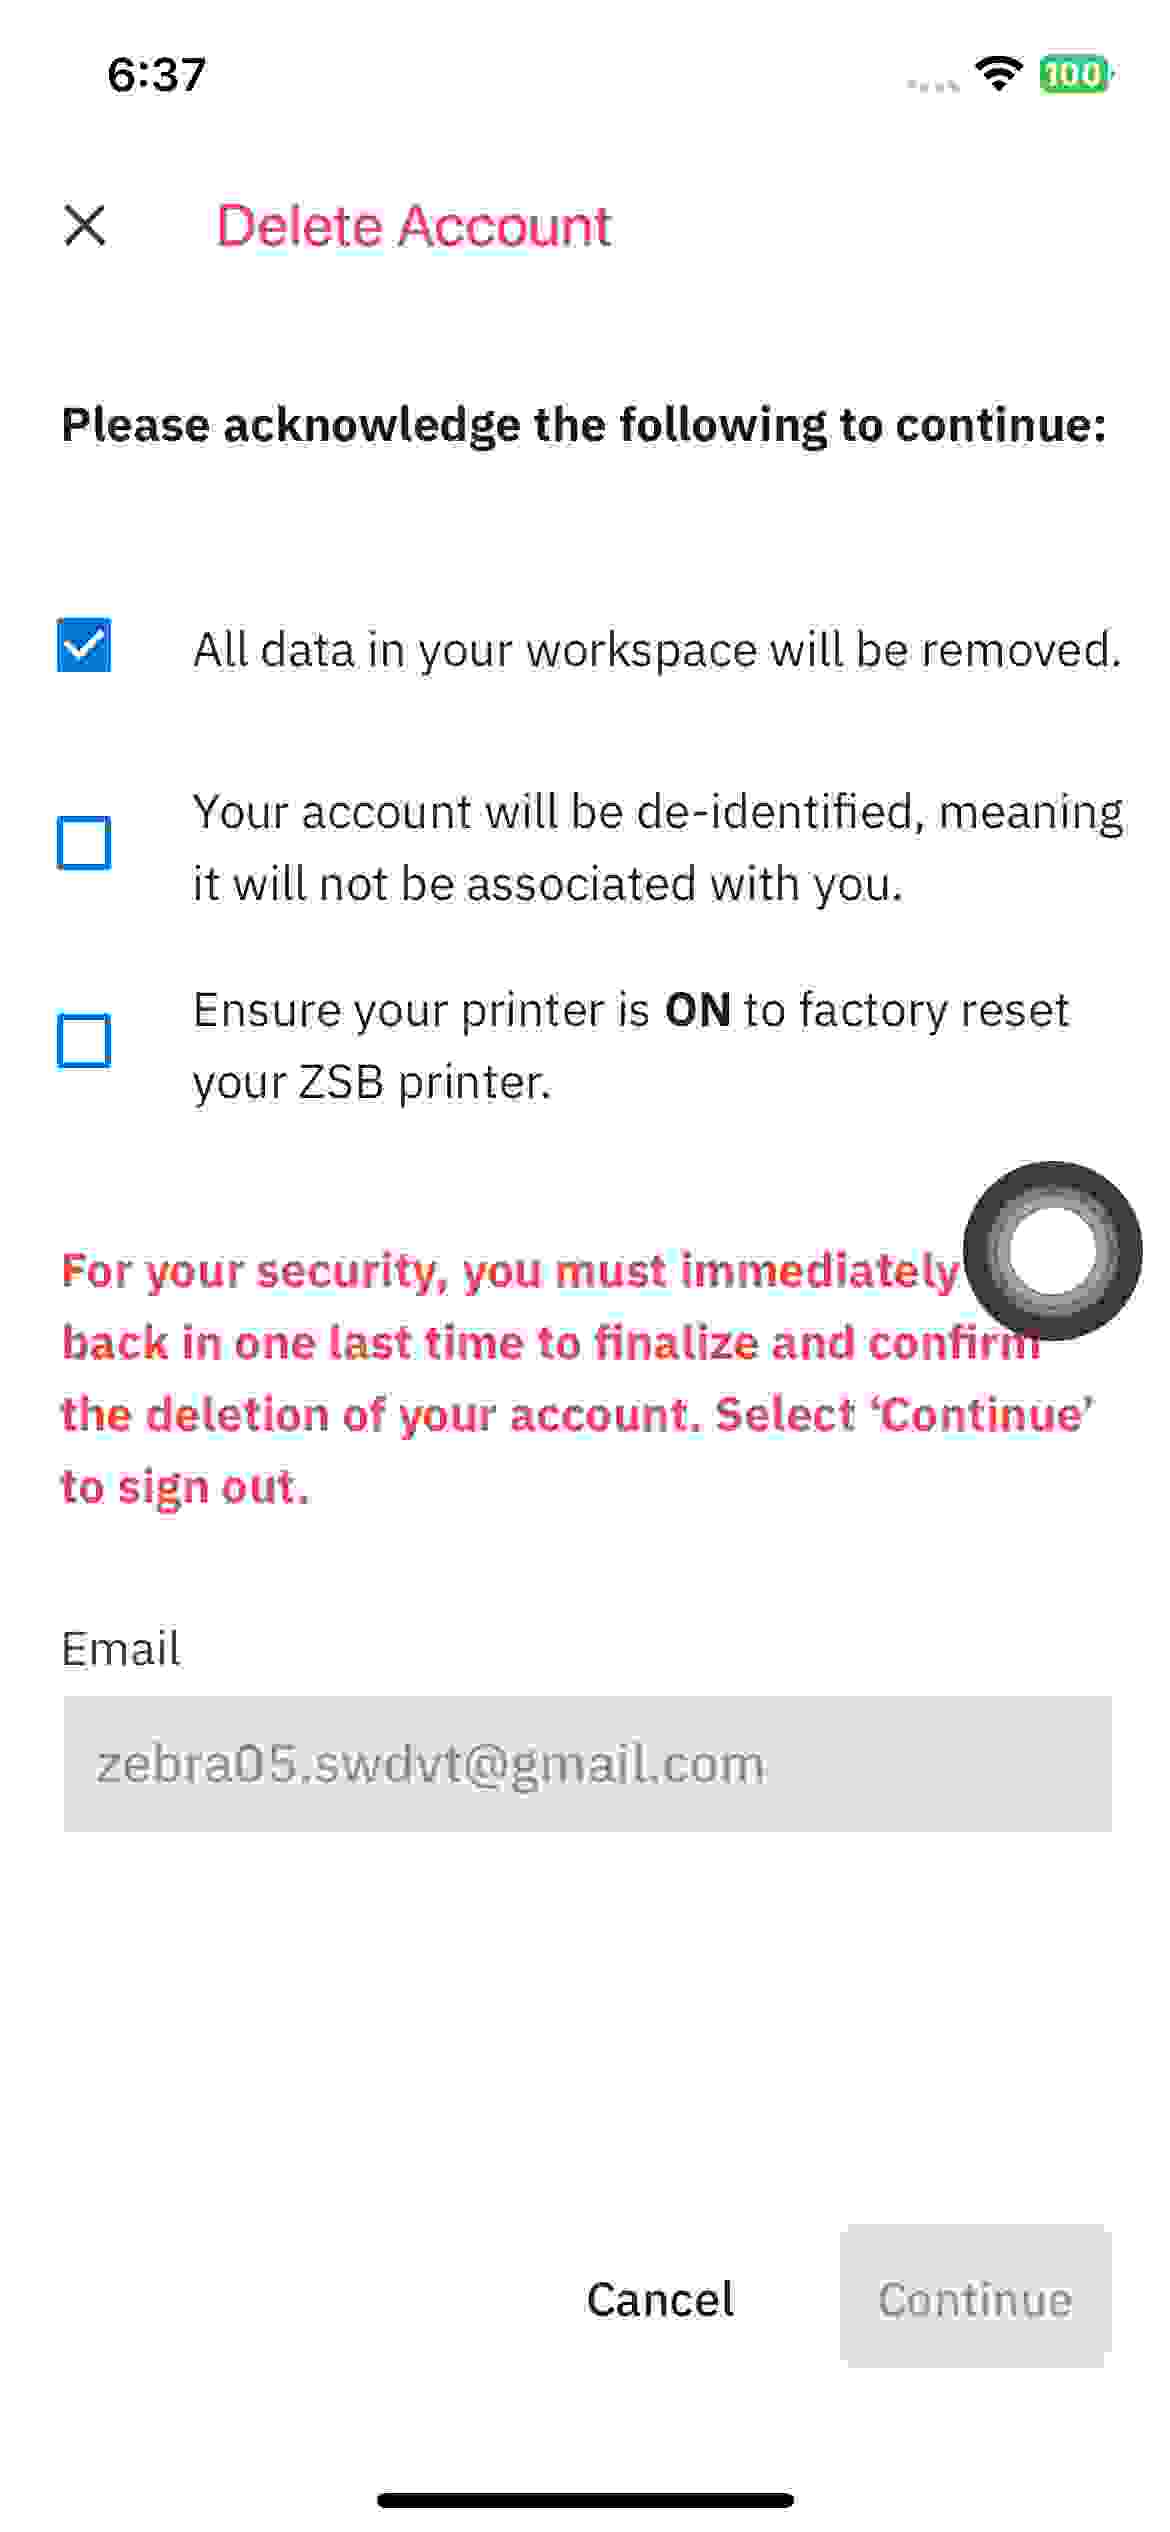 6:37
100
Delete Account
Please acknowledge the following to continue:
All data in your workspace will be removed.
Your account will be de-identified, meaning
it will not be associated with you.
Ensure your printer is ON to factory reset
your ZSB printer.
For your security, you must immediately
back in one last time to finalize and confirm
the deletion of your account. Select ‘Continue’
to sign out.
Email
zebra05.swdvt@gmail.com
Cancel
Continue